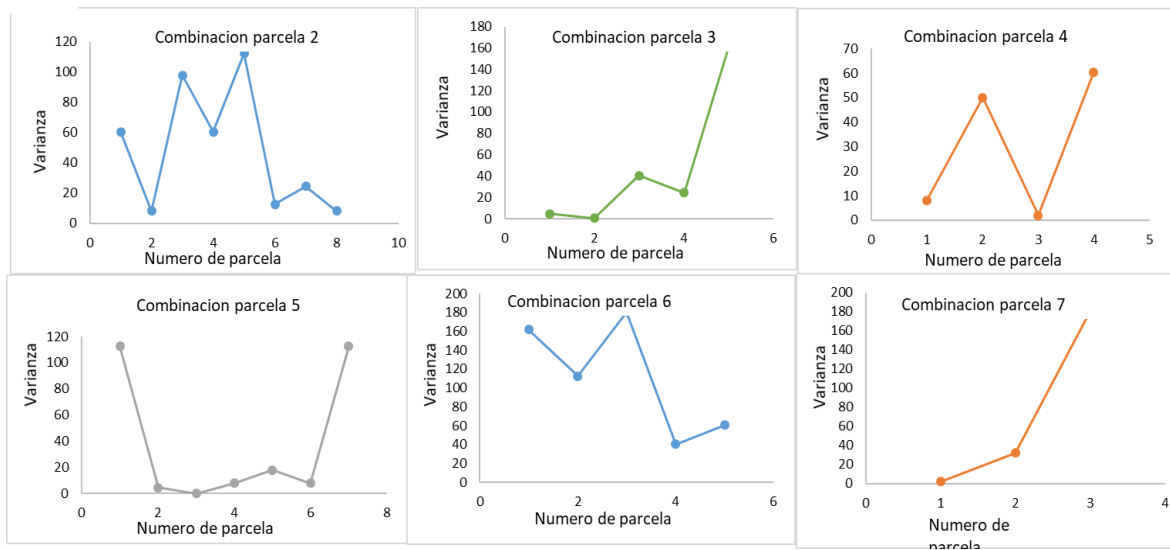 Combinacion parcela 2
120
100
80
60
40
20
0
0 2 4 6 8 10
Varianza
Numero de parcela
Combinacion parcela 3
180
160
140
120
100
80
60
40
20
0
0 2 4 6
Varianza
Numero de parcela
Combinacion parcela 4
70
60
50
40
30
20
10
0
0 1 2 3 4 5
Varianza
Numero de parcela
Combinacion parcela 5
120
100
80
60
40
20
0
0 2 4 6 8
Varianza
Numero de parcela
Combinacion parcela 6
200
180
160
140
120
100
80
60
40
20
0
0 2 4 6
Varianza
Numero de parcela
Combinacion parcela 7
200
180
160
140
120
100
80
60
40
20
0
0 1 2 3 4
Varianza
Numero de
parcela